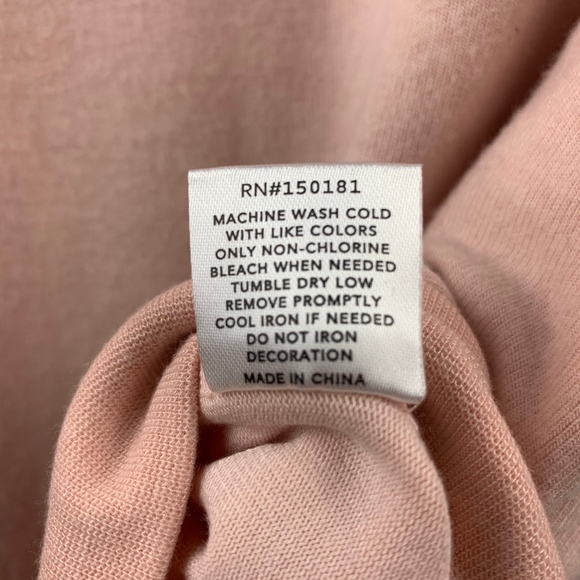 RN#150181
MACHINE WASH COLD
WITH LIKE COLORS
ONLY NON-CHLORINE
BLEACH WHEN NEEDED
TUMBLE DRY LOW
REMOVE PROMPTLY
COOL IRON IF NEEDED
DO NOT IRON
DECORATION
MADE IN CHINA